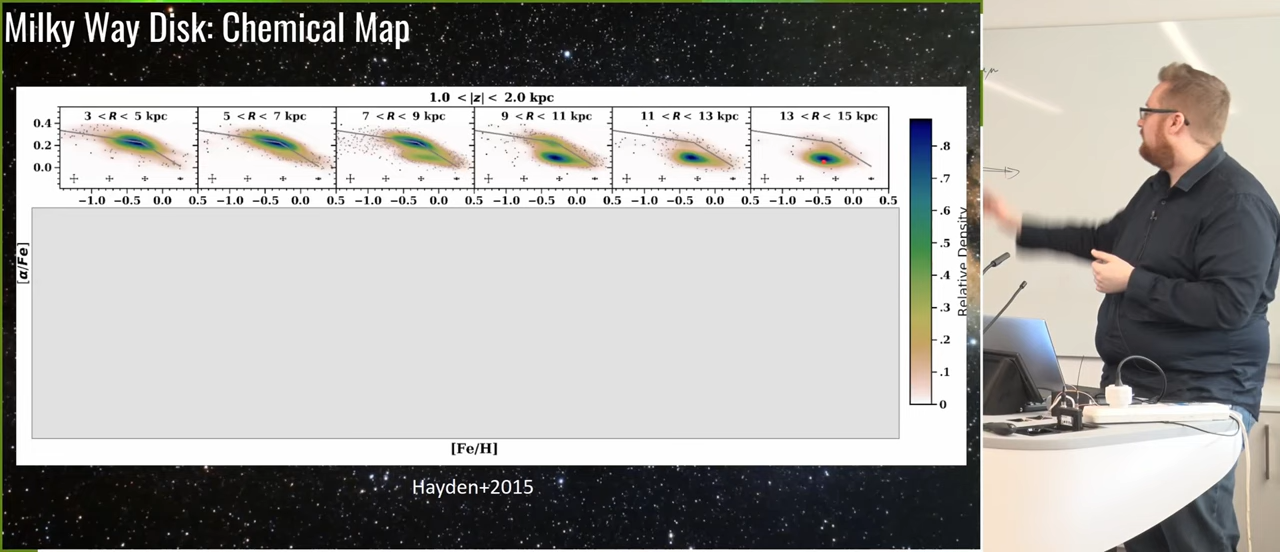 Milky Way Disk: Chemical Map
1.0 <|z|< 2.0 kpc
3 <R< 5 kpc
5 <R< 7 kpc
7 <R< 9 kpc
9 <R< 11 kpc
11 <R< 13 kpc
13 <R< 15 kpc
0.4
0.2
0.0
−1.0 −0.5 0.0 0.5 −1.0 −0.5 0.0 0.5 −1.0 −0.5 0.0 0.5 −1.0 −0.5 0.0 0.5 −1.0 −0.5 0.0 0.5 −1.0 −0.5 0.0 0.5
[α/Fe]
[Fe/H]
.8
.7
.6
.5
.4
.3
.2
.1
0
Relative Density
Hayden+2015